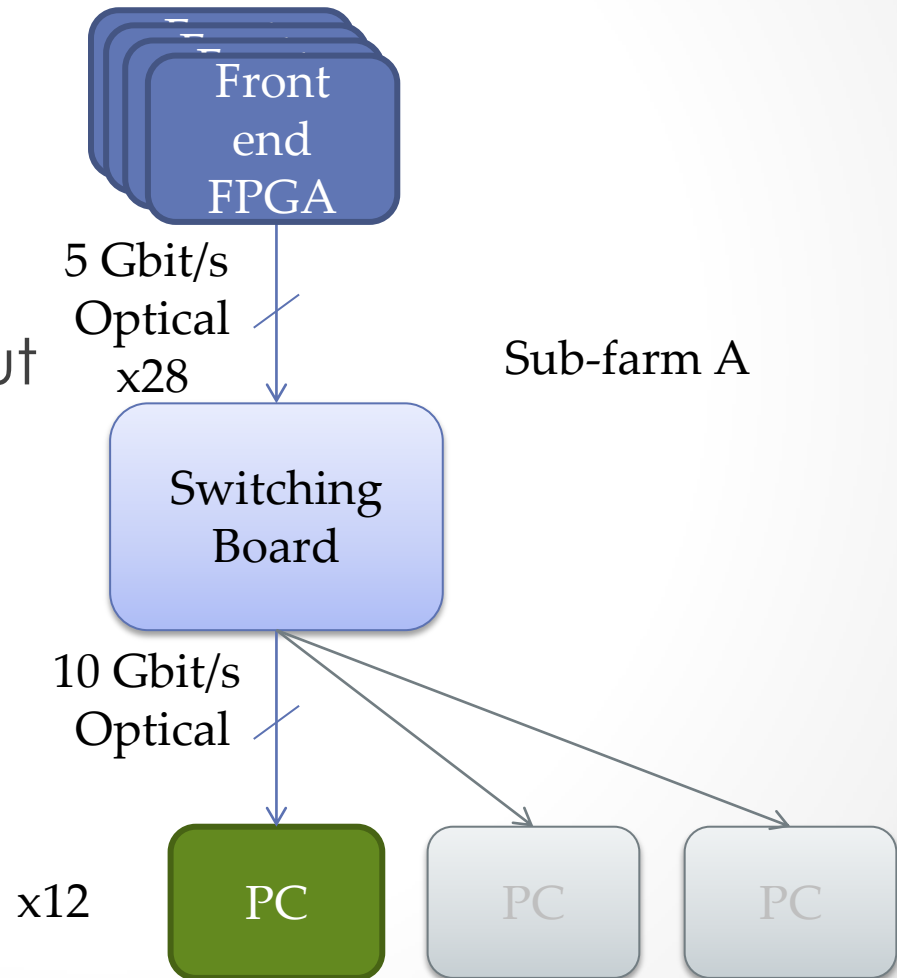 Front
end
FPGA
5 Gbit/s
Optical
x28
Sub-farm A
Switching
Board
10 Gbit/s
Optical
x12
PC
PC
PC